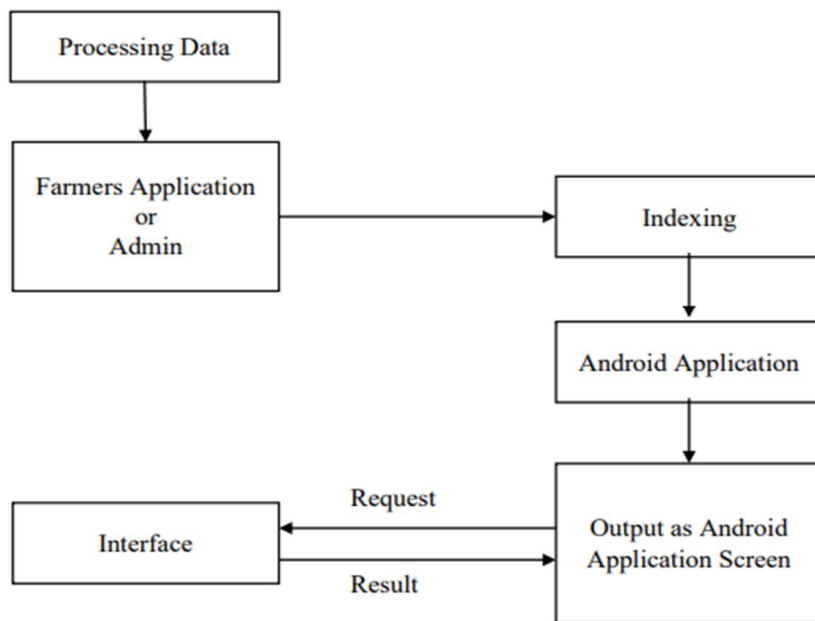 Processing Data
Farmers Application
or
Admin
Indexing
Android Application
Request
Interface
Output as Android
Application Screen
Result